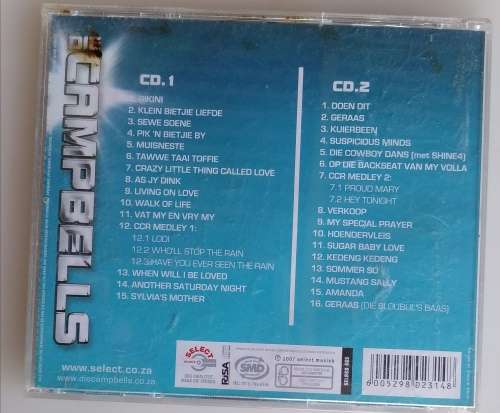 CAMPBELLS
CD.1
1. BIKINI
2. KLEIN BIETJIE LIEFDE
3. SEWE SOENE
4. PIK 'N BIETJIE BY
5. MUISNESTE
6. TAWWE TAAI TOFFIE
7. CRAZY LITTLE THING CALLED LOVE
8. AS JY DINK
9. LIVING ON LOVE
10. WALK OF LIFE
11. VAT MY EN VRY MY
12. CCR MEDLEY 1:
12.1 LODI
12.2 WHO'LL STOP THE RAIN
12.3 HAVE YOU EVER SEEN THE RAIN
13. WHEN WILL I BE LOVED
14. ANOTHER SATURDAY NIGHT
15. SYLVIA'S MOTHER
CD.2
1. DOEN DIT
2. GERAAS
3. KUIERBEEN
4. SUSPICIOUS MINDS
5. DIE COWBOY DANS (met SHINE4)
6. OP DIE BACKSEAT VAN MY VOLLA
7. CCR MEDLEY 2:
7.1 PROUD MARY
7.2 HEY TONIGHT
8. VERKOOP
9. MY SPECIAL PRAYER
10. HOENDERVLEIS
11. SUGAR BABY LOVE
12. KEDENG KEDENG
13. SOMMER SO
14. MUSTANG SALLY
15. AMANDA
16. GERAAS (DIE BLOUBUL'S BAAS)
www.select.co.za
www.diecampbells.co.za
SELECT
RiSA
SMD
2007 select musiek
6 005298 023148